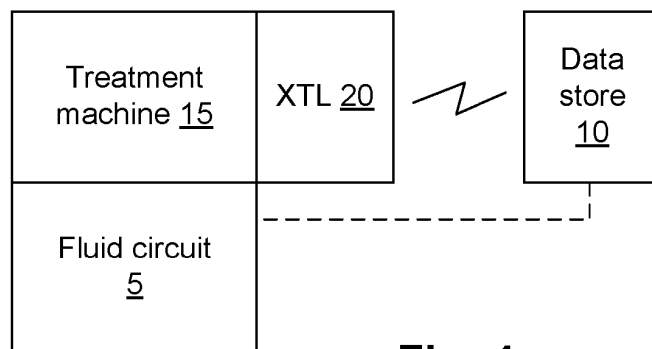 Treatment
machine 15
XTL 20
Data
store
10
Fluid circuit
5